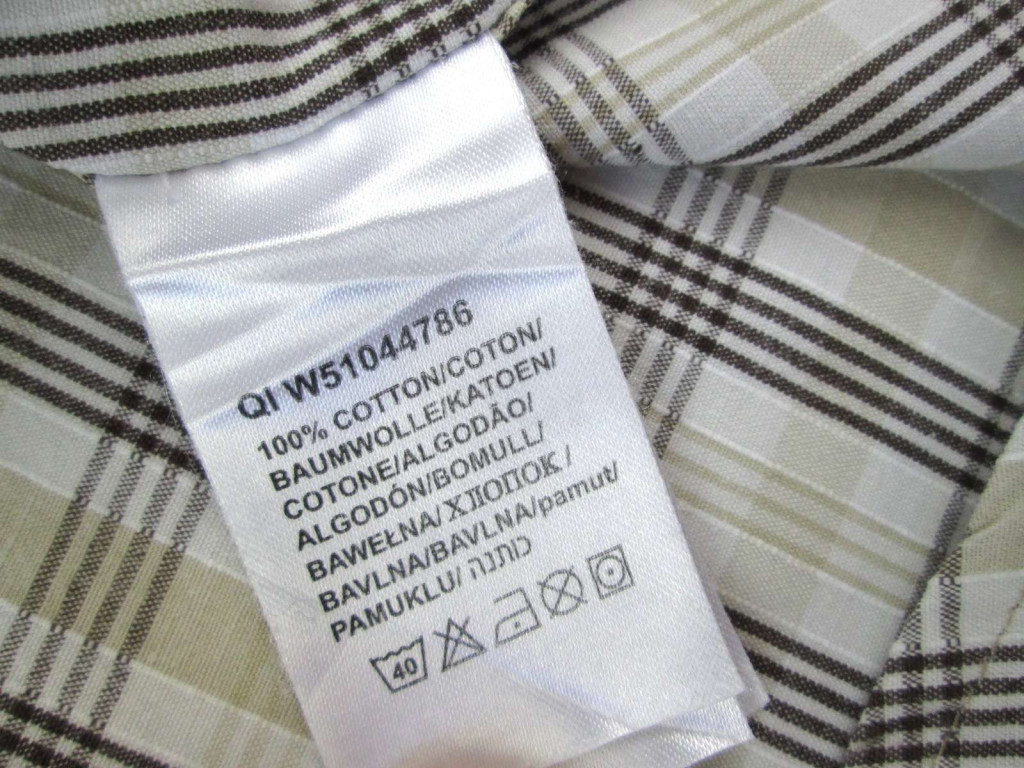 QI W51044786
100% COTTON/COTON/
BAUMWOLLE/KATOEN/
COTONE/ALGODÃO/
ALGODÓN/BOMULL/
BAWEŁNA/ХЛОПОК/
BAVLNA/BAVLNA/pamut/
PAMUKLU/ כותנה
40